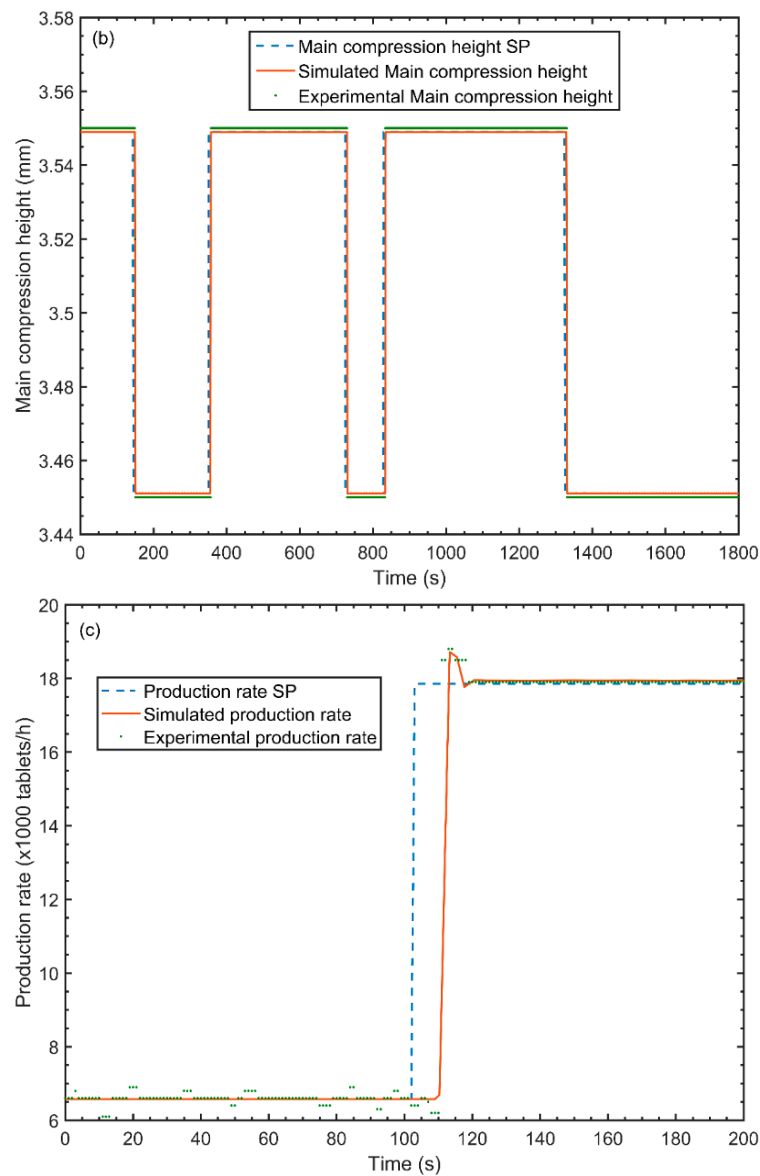 (b)
Main compression height SP
Simulated Main compression height
Experimental Main compression height
3.58
3.56
3.54
3.52
3.5
3.48
3.46
3.44
Main compression height (mm)
0 200 400 600 800 1000 1200 1400 1600 1800
Time (s)
(c)
Production rate SP
Simulated production rate
Experimental production rate
20
18
16
14
12
10
8
6
Production rate (x1000 tablets/h)
0 20 40 60 80 100 120 140 160 180 200
Time (s)